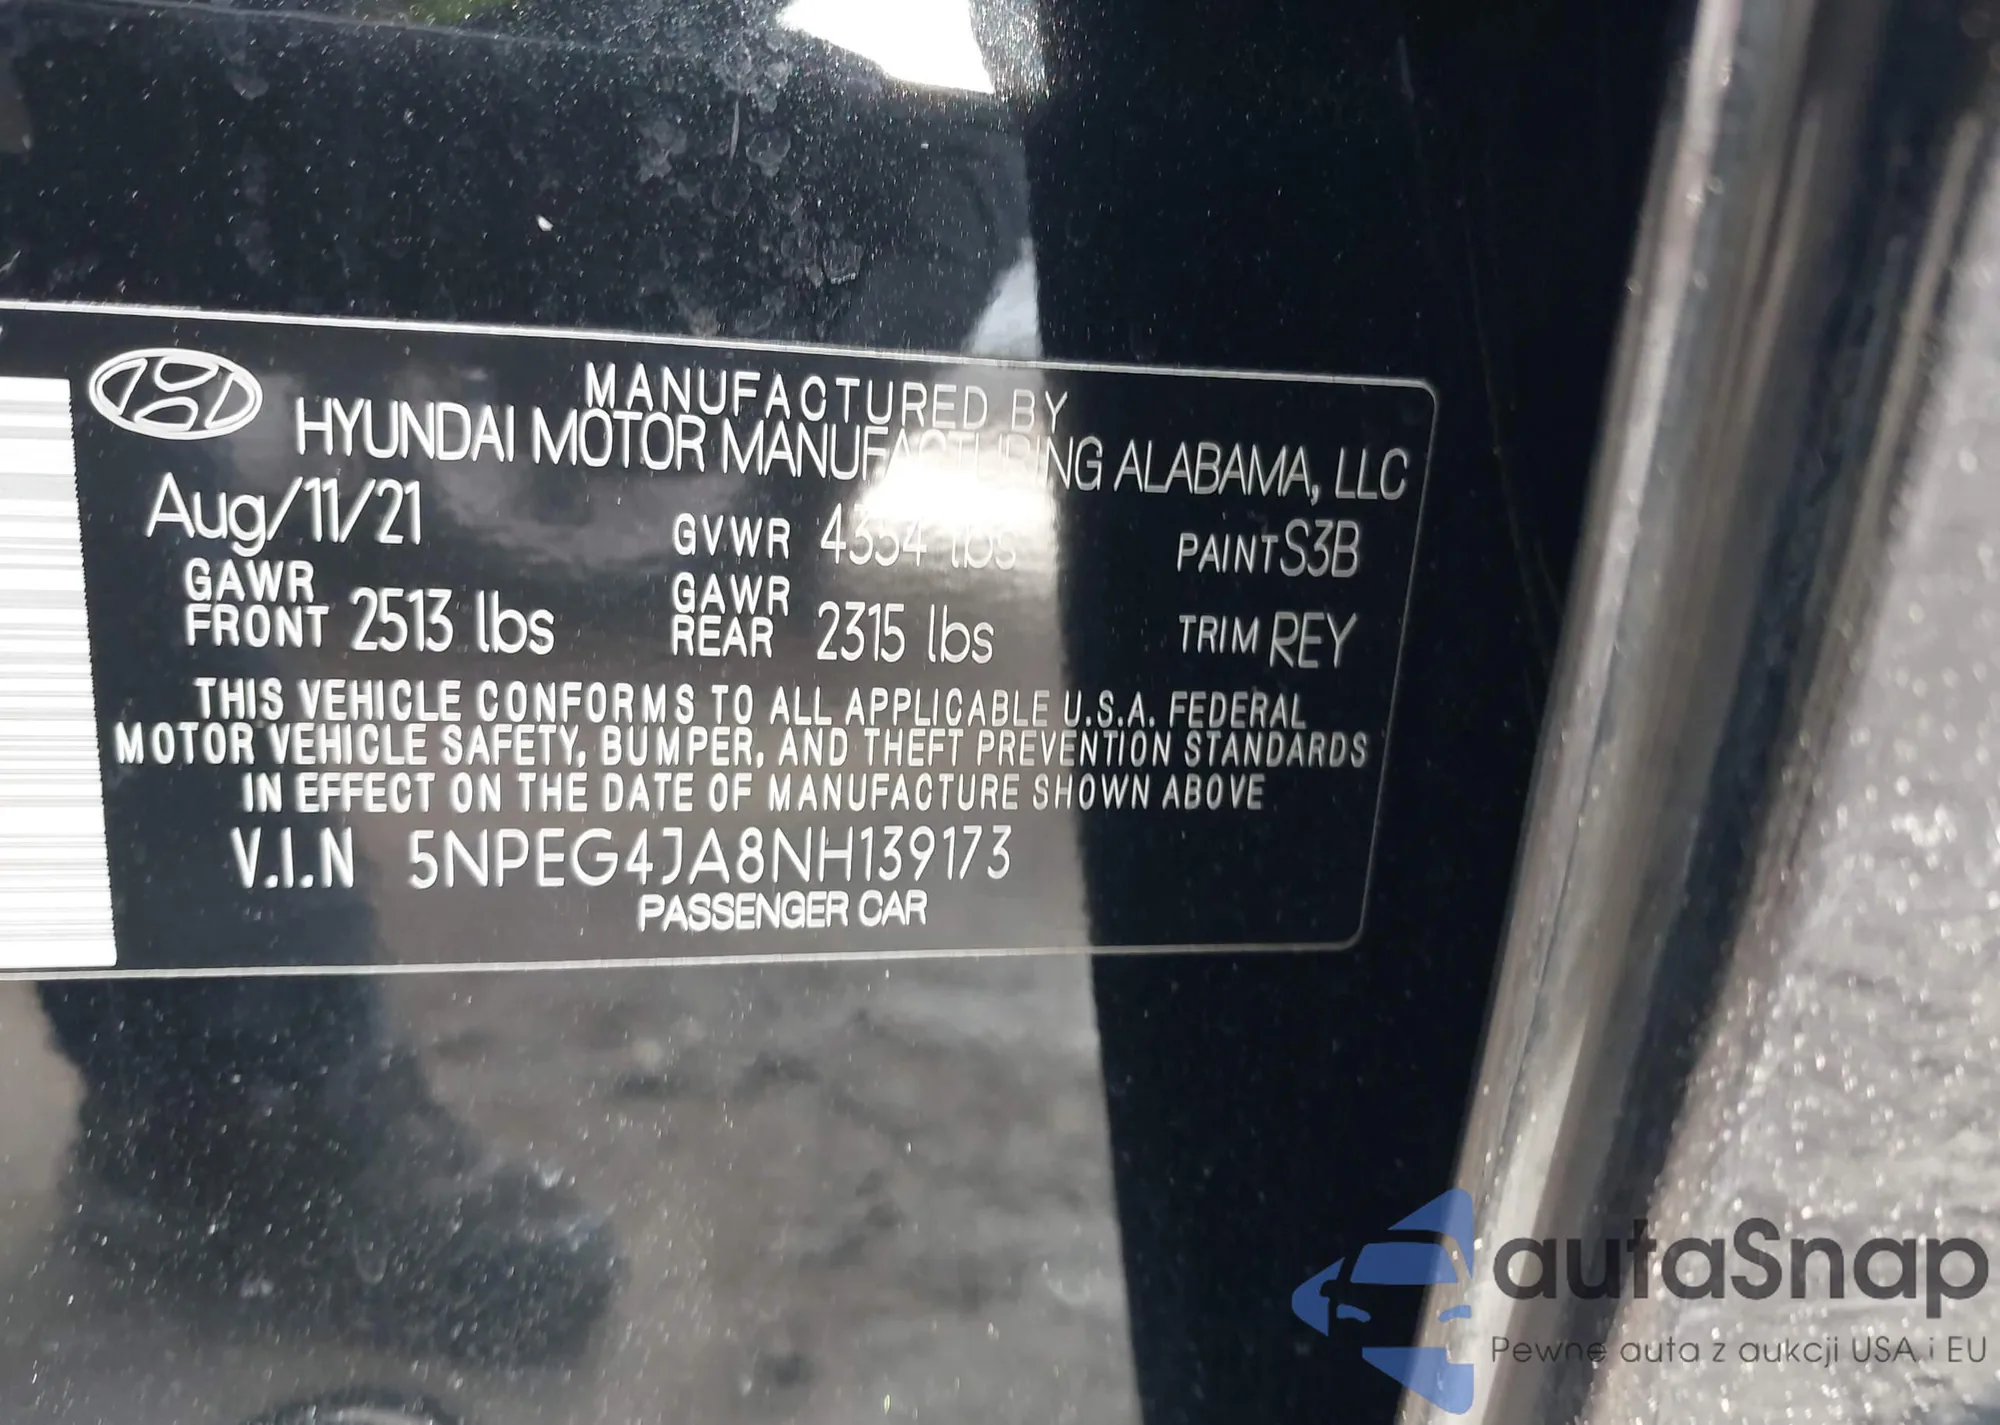 MANUFACTURED BY
HYUNDAI MOTOR MANUFACTURING ALABAMA, LLC
Aug/11/21 GVWR 4354 lbs PAINT S3B
GAWR FRONT 2513 lbs GAWR REAR 2315 lbs TRIM REY
THIS VEHICLE CONFORMS TO ALL APPLICABLE U.S.A. FEDERAL
MOTOR VEHICLE SAFETY, BUMPER, AND THEFT PREVENTION STANDARDS
IN EFFECT ON THE DATE OF MANUFACTURE SHOWN ABOVE
V.I.N 5NPEG4JA8NH139173
PASSENGER CAR
autaSnap
Pewne auta z aukcji USA i EU